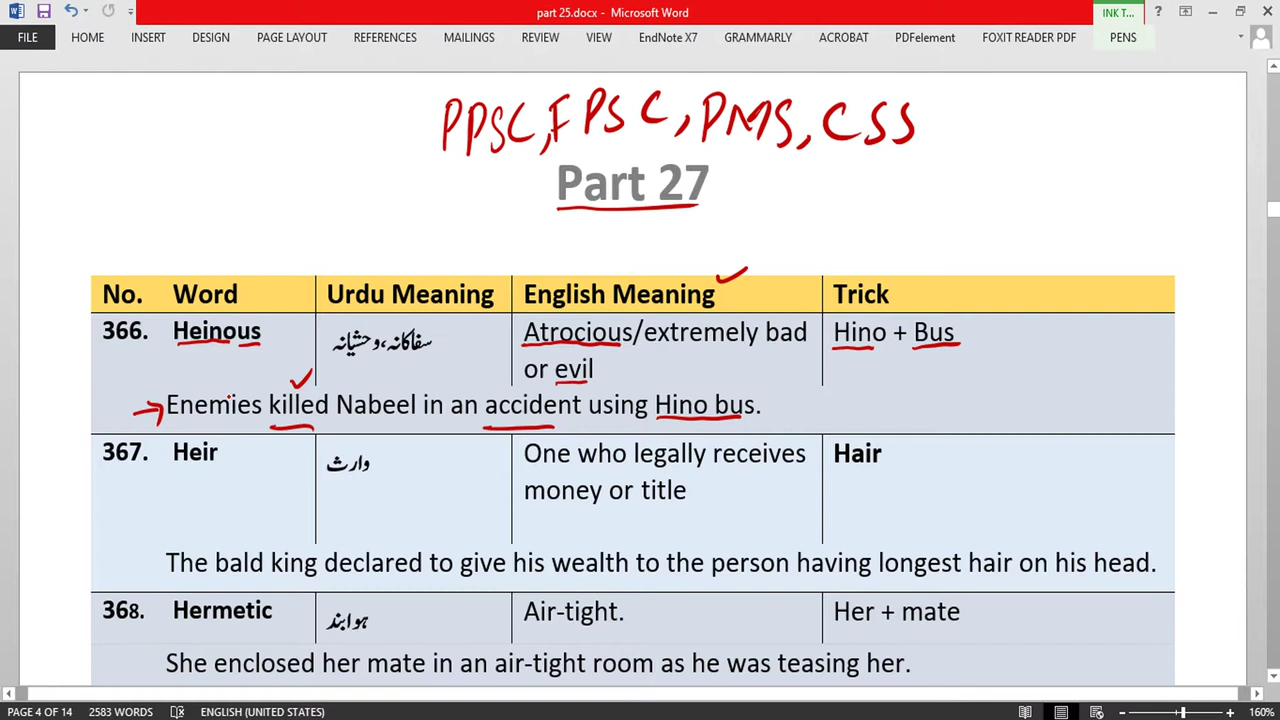 part 25.docx - Microsoft Word
INK T...
FILE HOME INSERT DESIGN PAGE LAYOUT REFERENCES MAILINGS REVIEW VIEW EndNote X7 GRAMMARLY ACROBAT PDFelement FOXIT READER PDF PENS
PPSC, FPSC, PMS, CSS
Part 27
No. Word Urdu Meaning English Meaning Trick
366. Heinous سفاکانہ، وحشیانہ Atrocious/extremely bad Hino + Bus
or evil
Enemies killed Nabeel in an accident using Hino bus.
367. Heir وارث One who legally receives Hair
money or title
The bald king declared to give his wealth to the person having longest hair on his head.
368. Hermetic ہوا بند Air-tight. Her + mate
She enclosed her mate in an air-tight room as he was teasing her.
PAGE 4 OF 14 2583 WORDS ENGLISH (UNITED STATES) 160%